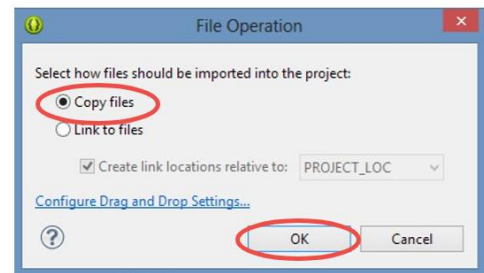 File Operation
Select how files should be imported into the project:
Copy files
Link to files
Create link locations relative to: PROJECT_LOC
Configure Drag and Drop Settings...
OK Cancel